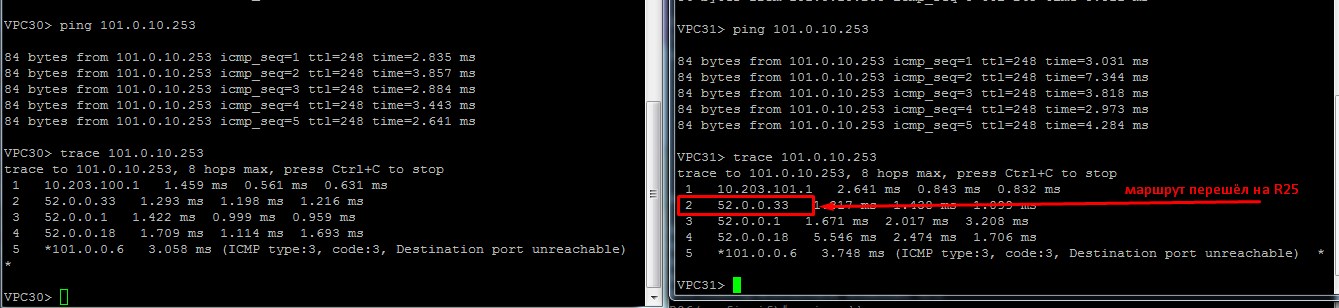 VPC30> ping 101.0.10.253
84 bytes from 101.0.10.253 icmp_seq=1 ttl=248 time=2.835 ms
84 bytes from 101.0.10.253 icmp_seq=2 ttl=248 time=3.857 ms
84 bytes from 101.0.10.253 icmp_seq=3 ttl=248 time=2.884 ms
84 bytes from 101.0.10.253 icmp_seq=4 ttl=248 time=3.443 ms
84 bytes from 101.0.10.253 icmp_seq=5 ttl=248 time=2.641 ms
VPC30> trace 101.0.10.253
trace to 101.0.10.253, 8 hops max, press Ctrl+C to stop
1 10.203.100.1 1.459 ms 0.561 ms 0.631 ms
2 52.0.0.33 1.293 ms 1.198 ms 1.216 ms
3 52.0.0.1 1.422 ms 0.999 ms 0.959 ms
4 52.0.0.18 1.709 ms 1.114 ms 1.693 ms
5 *101.0.0.6 3.058 ms (ICMP type:3, code:3, Destination port unreachable)
*
VPC30>
VPC31> ping 101.0.10.253
84 bytes from 101.0.10.253 icmp_seq=1 ttl=248 time=3.031 ms
84 bytes from 101.0.10.253 icmp_seq=2 ttl=248 time=7.344 ms
84 bytes from 101.0.10.253 icmp_seq=3 ttl=248 time=3.818 ms
84 bytes from 101.0.10.253 icmp_seq=4 ttl=248 time=2.973 ms
84 bytes from 101.0.10.253 icmp_seq=5 ttl=248 time=4.284 ms
VPC31> trace 101.0.10.253
trace to 101.0.10.253, 8 hops max, press Ctrl+C to stop
1 10.203.101.1 2.641 ms 0.843 ms 0.832 ms
маршрут перешёл на R25
2 52.0.0.33 ms ms ms
3 52.0.0.1 1.671 ms 2.017 ms 3.208 ms
4 52.0.0.18 5.546 ms 2.474 ms 1.706 ms
5 *101.0.0.6 3.748 ms (ICMP type:3, code:3, Destination port unreachable) *
VPC31>